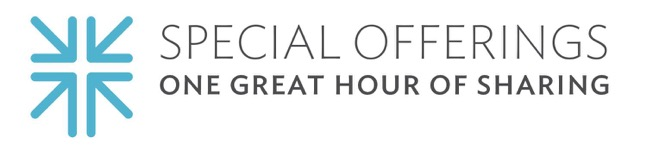 SPECIAL OFFERINGS
ONE GREAT HOUR OF SHARING